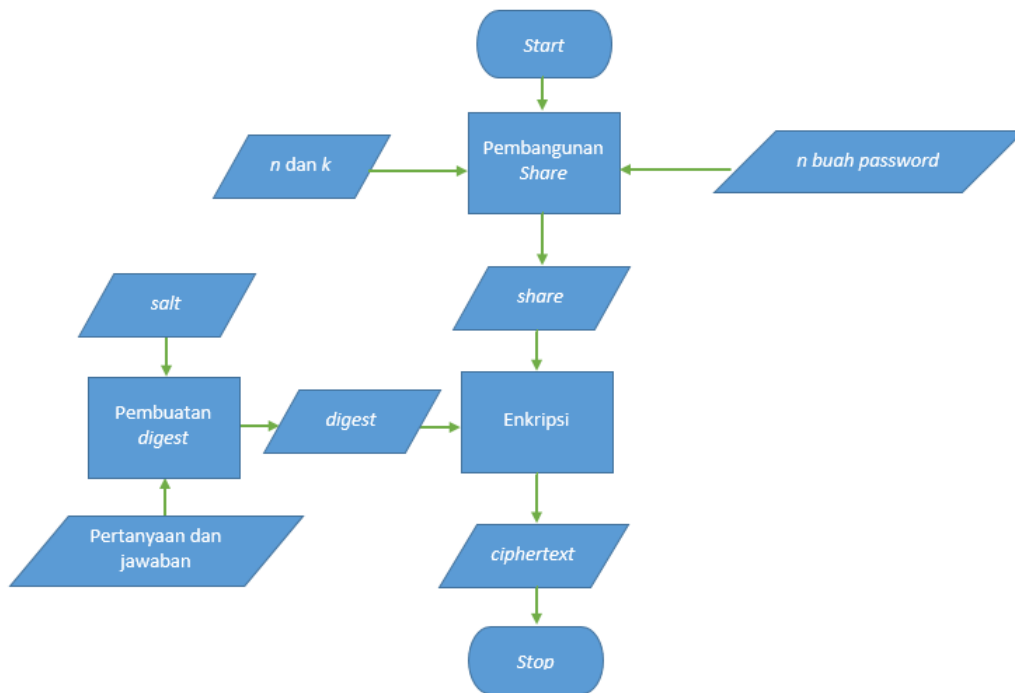 Start
n dan k
Pembangunan
Share
n buah password
salt
share
Pembuatan
digest
digest
Enkripsi
Pertanyaan dan
jawaban
ciphertext
Stop